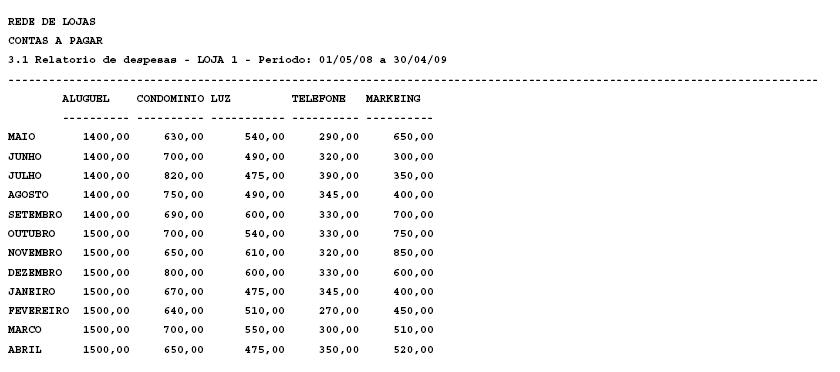 REDE DE LOJAS
CONTAS A PAGAR
3.1 Relatorio de despesas - LOJA 1 - Periodo: 01/05/08 a 30/04/09
------------------------------------------------------------------------------------------------------------------------
ALUGUEL CONDOMINIO LUZ TELEFONE MARKEING
---------- ---------- ----------- ---------- ----------
MAIO 1400,00 630,00 540,00 290,00 650,00
JUNHO 1400,00 700,00 490,00 320,00 300,00
JULHO 1400,00 820,00 475,00 390,00 350,00
AGOSTO 1400,00 750,00 490,00 345,00 400,00
SETEMBRO 1400,00 690,00 600,00 330,00 700,00
OUTUBRO 1500,00 700,00 540,00 330,00 750,00
NOVEMBRO 1500,00 650,00 610,00 320,00 850,00
DEZEMBRO 1500,00 800,00 600,00 330,00 600,00
JANEIRO 1500,00 670,00 475,00 345,00 400,00
FEVEREIRO 1500,00 640,00 510,00 270,00 450,00
MARCO 1500,00 700,00 550,00 300,00 510,00
ABRIL 1500,00 650,00 475,00 350,00 520,00